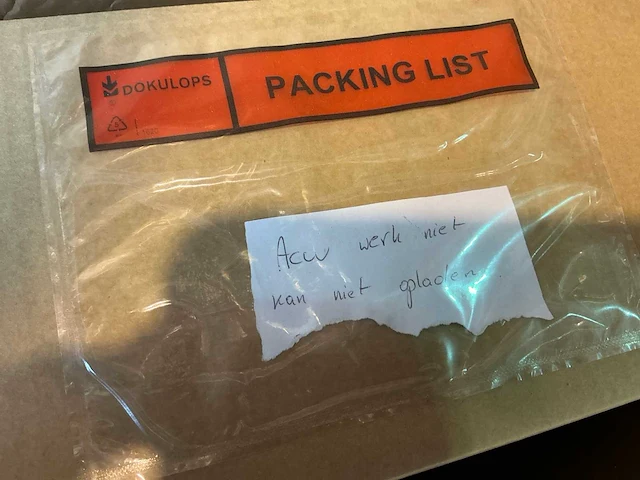 DOKULOPS
PACKING LIST
Accu werk niet
kan niet opladen